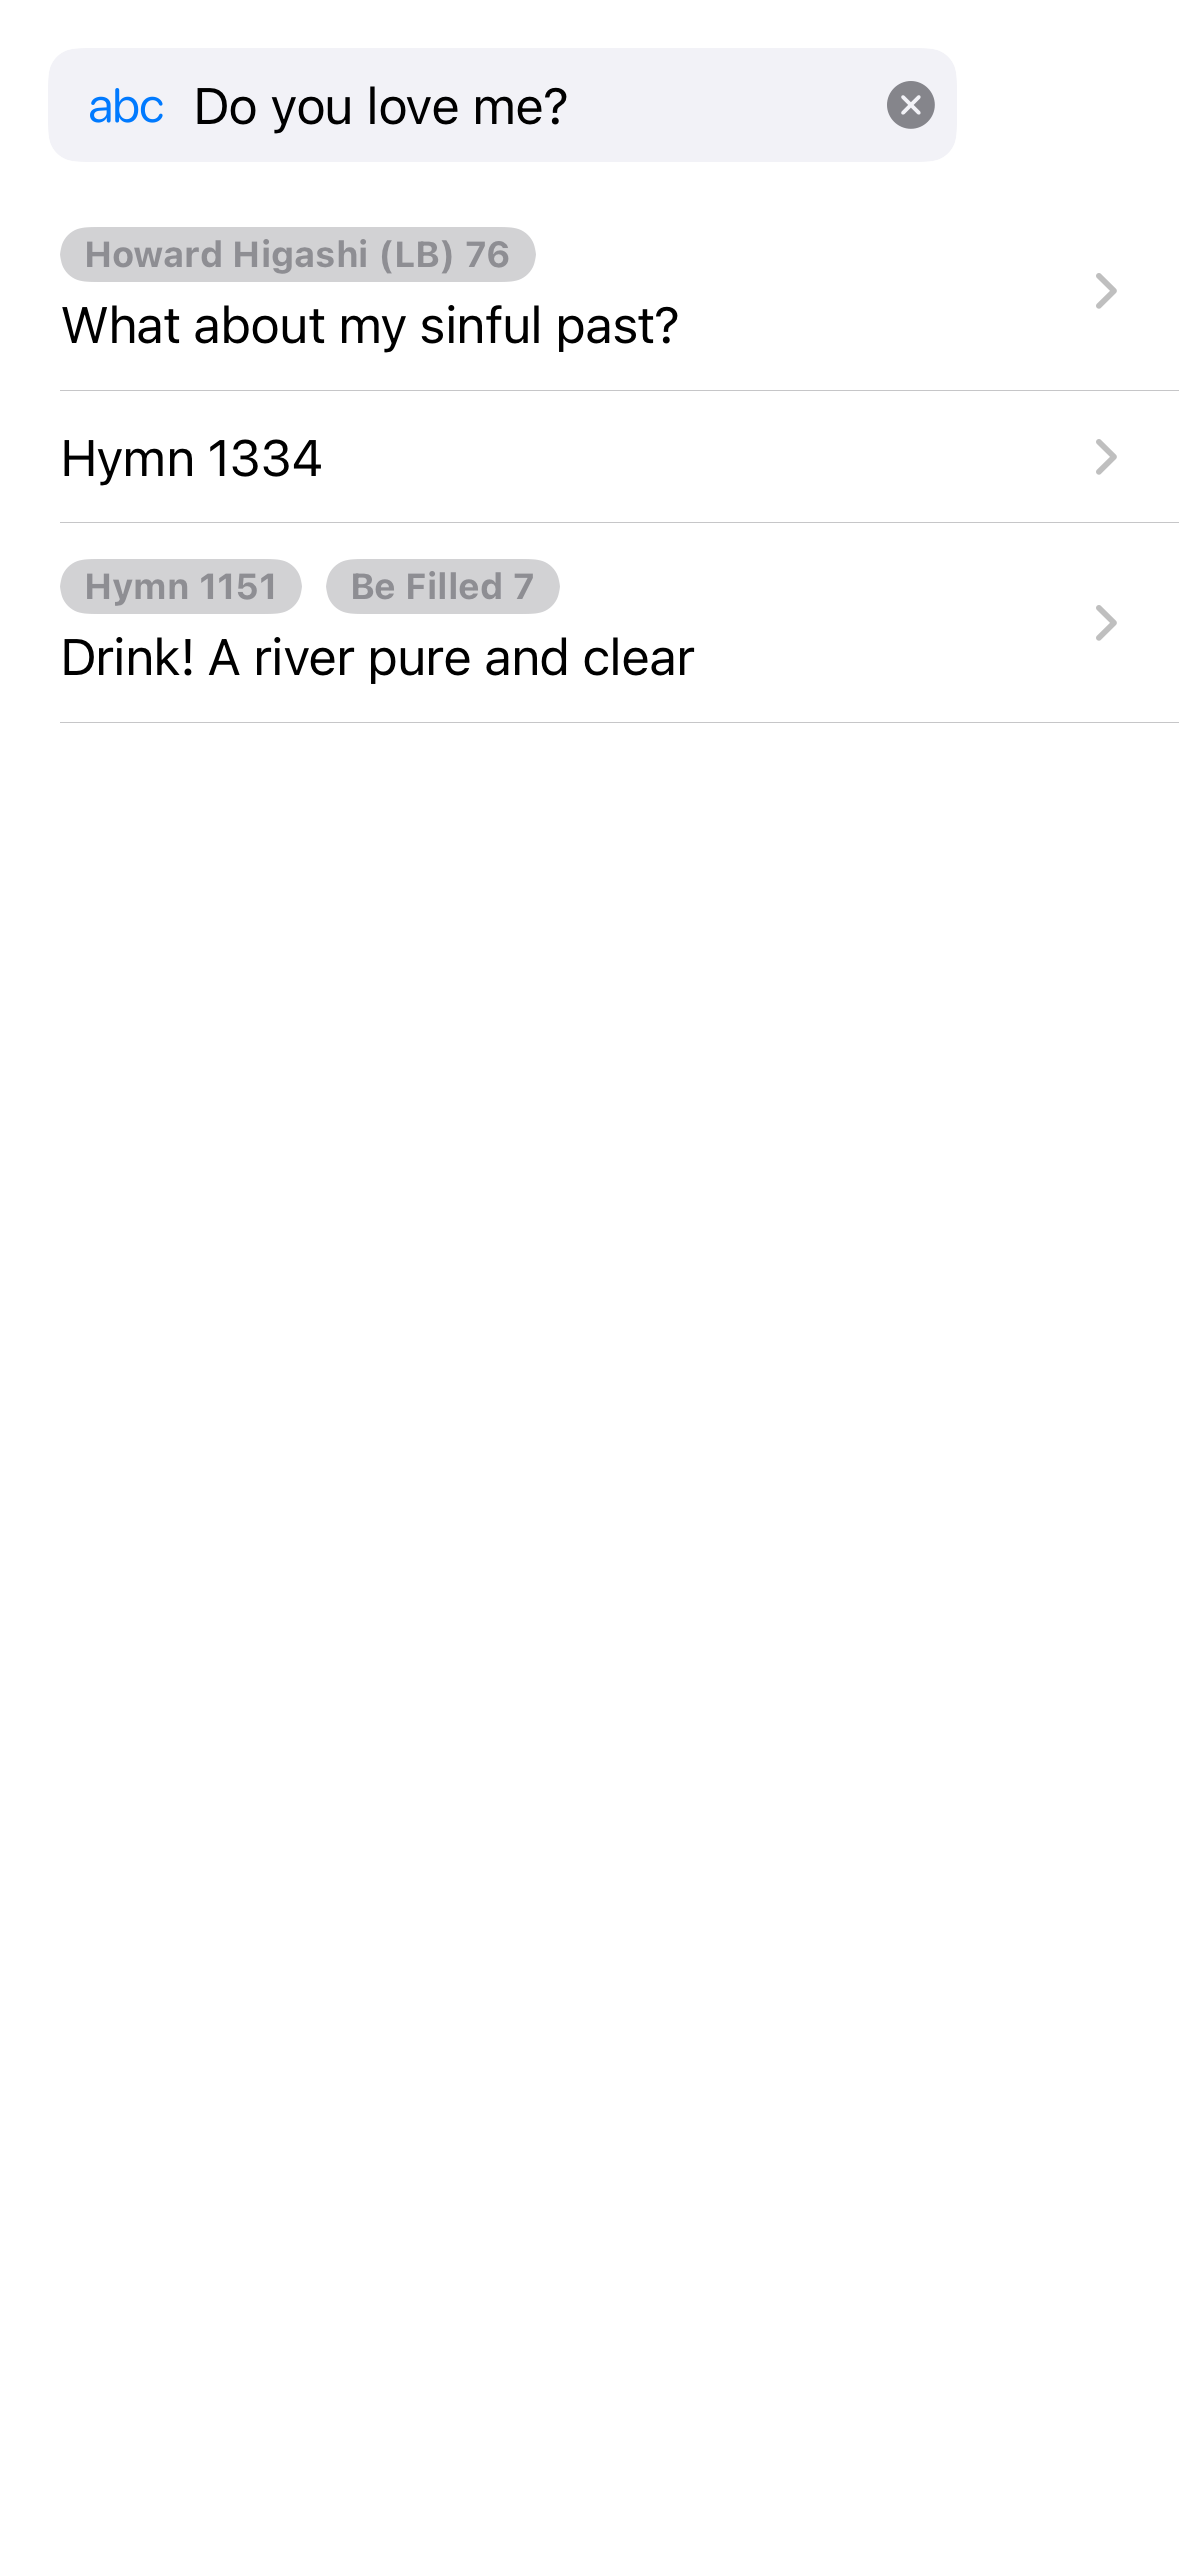 abc Do you love me?
Howard Higashi (LB) 76
What about my sinful past?
Hymn 1334
Hymn 1151 Be Filled 7
Drink! A river pure and clear